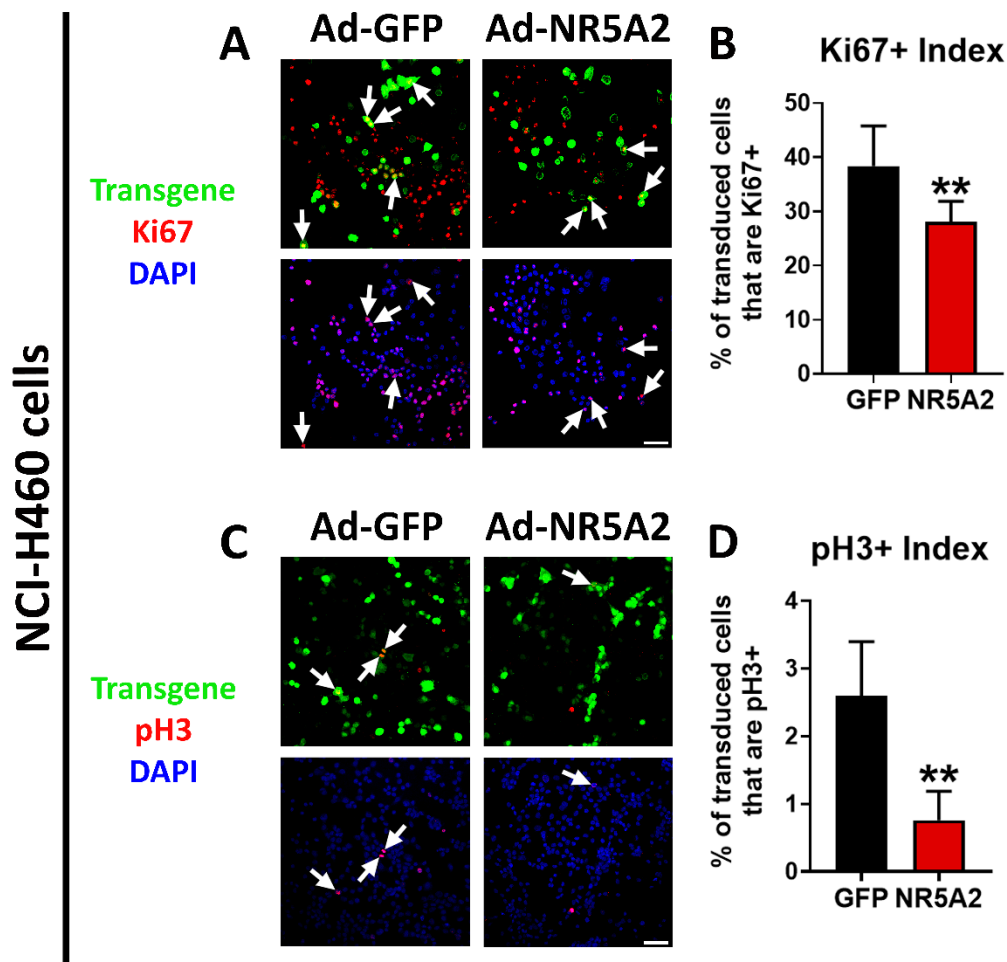 NCI-H460 cells
A
Ad-GFP
Ad-NR5A2
Transgene
Ki67
DAPI
B
Ki67+ Index
% of transduced cells
that are Ki67+
50
40
30
20
10
0
**
GFP NR5A2
C
Ad-GFP
Ad-NR5A2
Transgene
pH3
DAPI
D
pH3+ Index
% of transduced cells
that are pH3+
4
3
2
1
0
**
GFP NR5A2